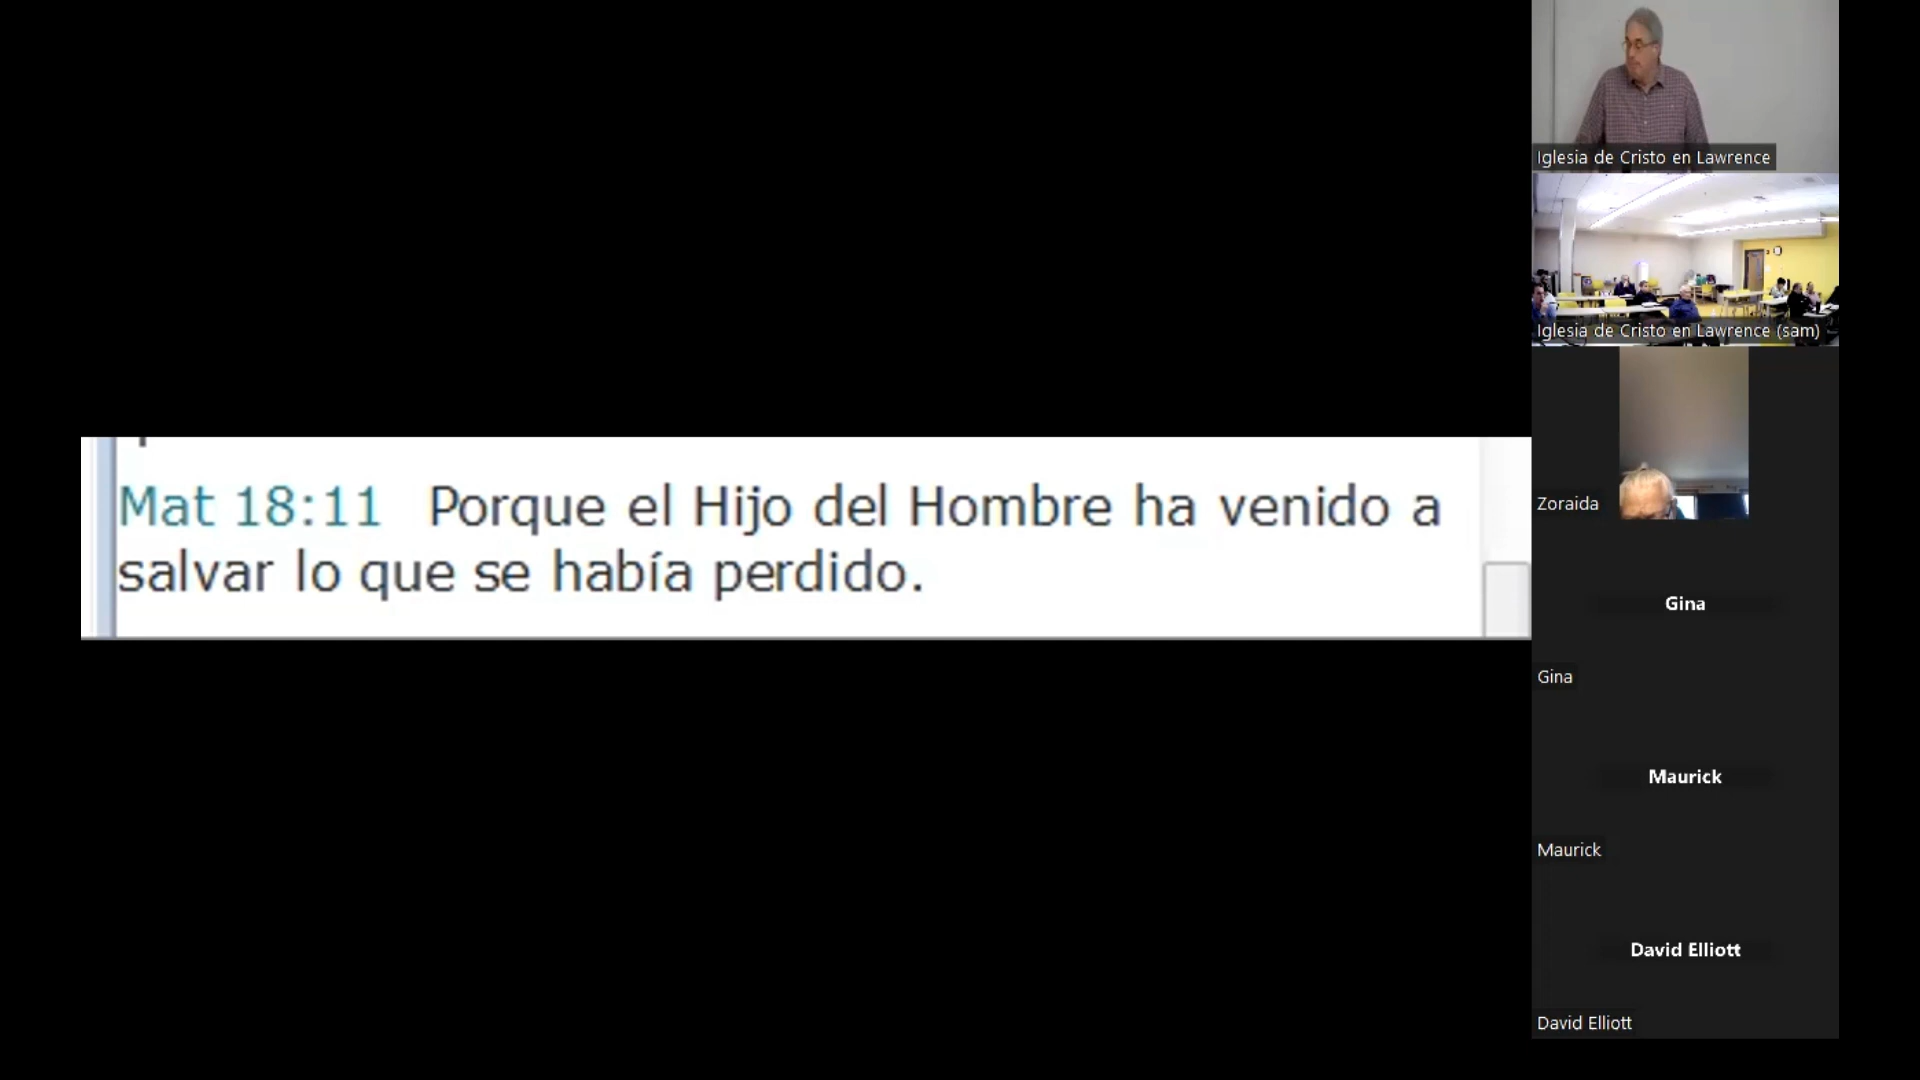 Mat 18:11 Porque el Hijo del Hombre ha venido a
salvar lo que se había perdido.
Iglesia de Cristo en Lawrence
Iglesia de Cristo en Lawrence (sam)
Zoraida
Gina
Gina
Maurick
Maurick
David Elliott
David Elliott